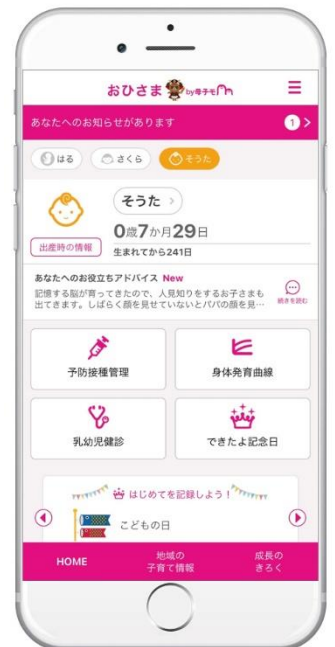 おひさま by母子モ
あなたへのお知らせがあります
1
はる
さくら
そうた
そうた
0歳7か月29日
出産時の情報
生まれてから241日
あなたへのお役立ちアドバイス New
記憶する脳が育ってきたので、人見知りをするお子さまも
出てきます。しばらく顔を見せていないとパパの顔を見…
続きを読む
予防接種管理
身体発育曲線
乳幼児健診
できたよ記念日
はじめてを記録しよう!
こどもの日
HOME
地域の
子育て情報
成長の
きろく